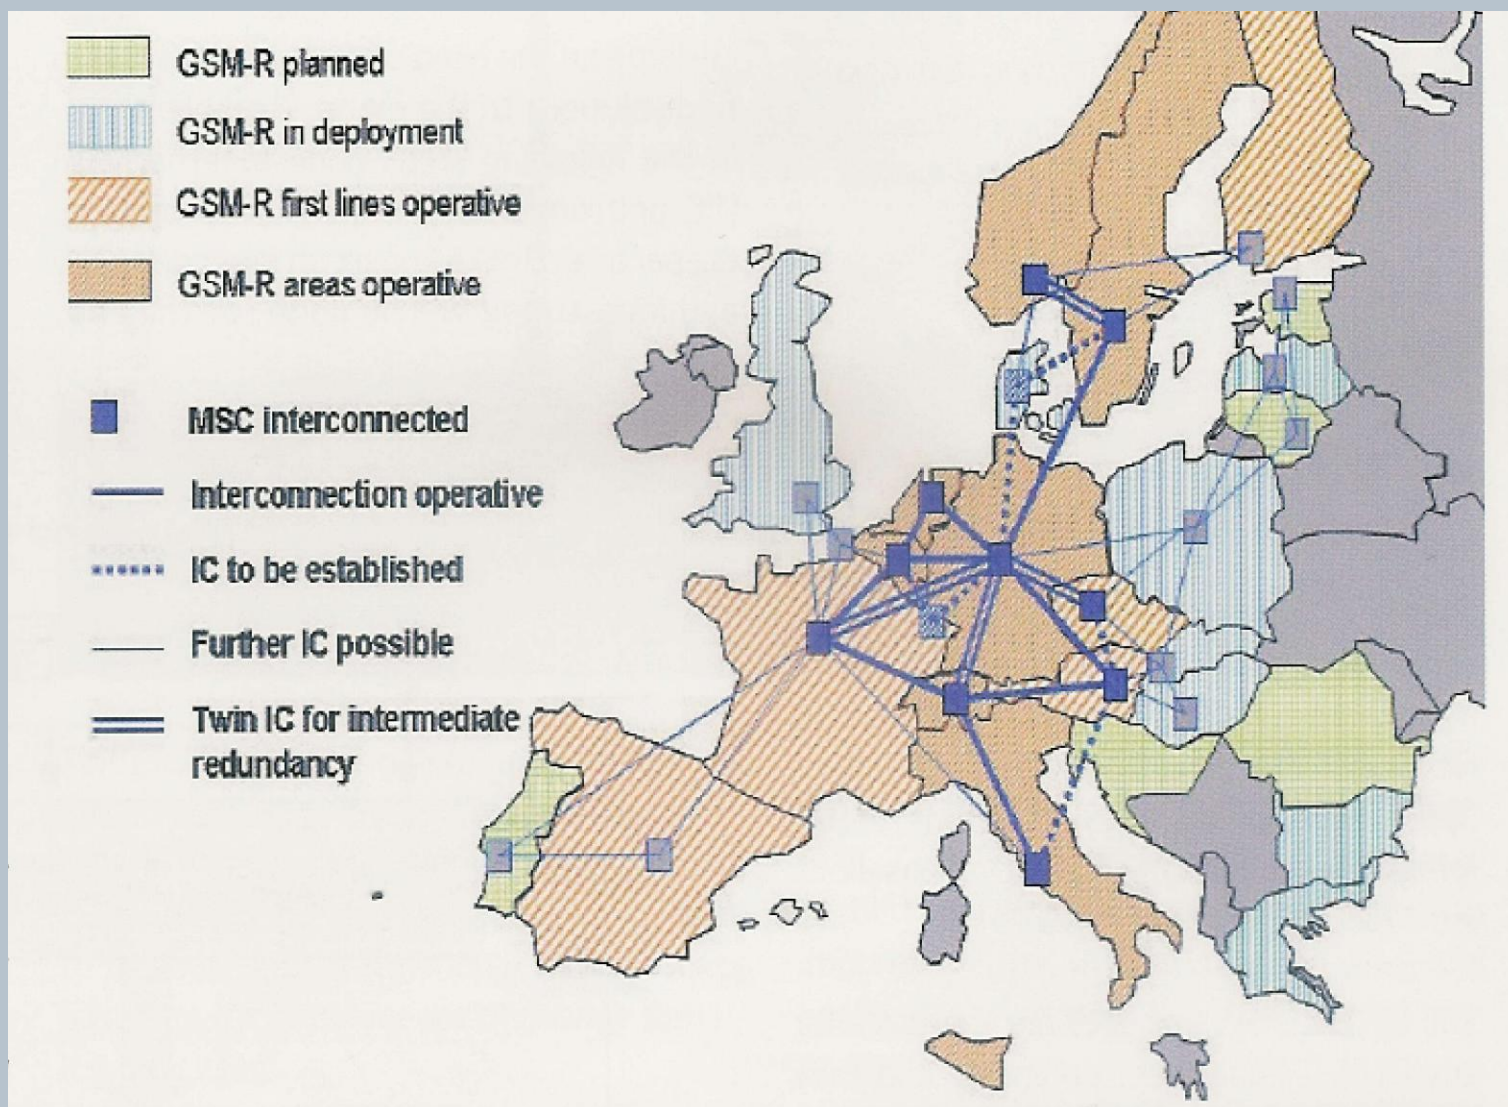 GSM-R planned
GSM-R in deployment
GSM-R first lines operative
GSM-R areas operative
MSC interconnected
Interconnection operative
IC to be established
Further IC possible
Twin IC for intermediate
redundancy